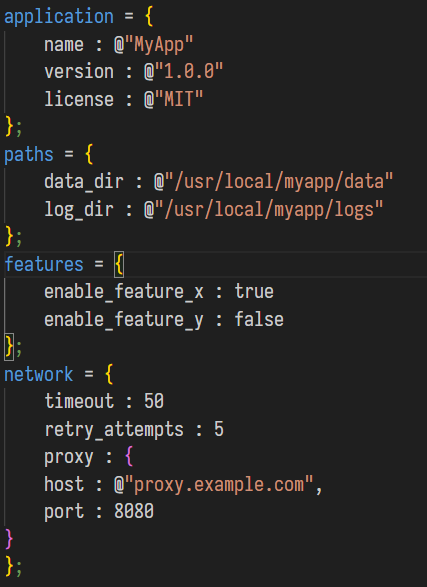 application = {
    name : @"MyApp"
    version : @"1.0.0"
    license : @"MIT"
};
paths = {
    data_dir : @"/usr/local/myapp/data"
    log_dir : @"/usr/local/myapp/logs"
};
features = {
    enable_feature_x : true
    enable_feature_y : false
};
network = {
    timeout : 50
    retry_attempts : 5
    proxy : {
    host : @"proxy.example.com",
    port : 8080
}
};